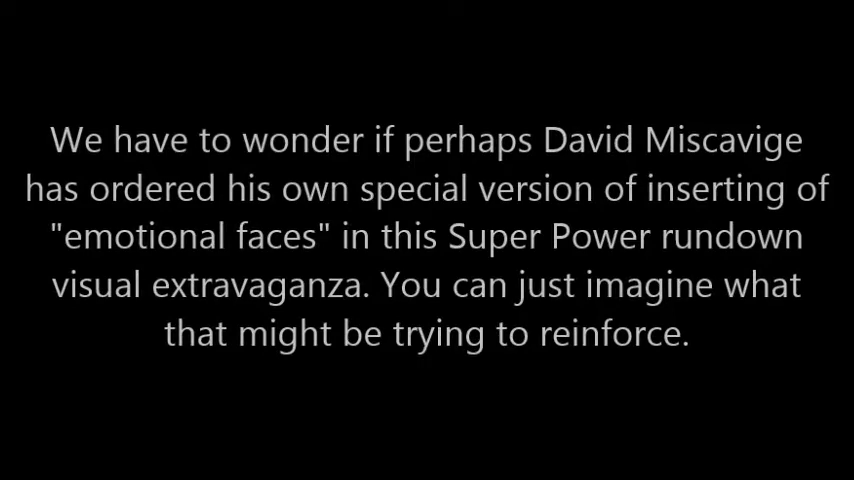 We have to wonder if perhaps David Miscavige
has ordered his own special version of inserting of
"emotional faces" in this Super Power rundown
visual extravaganza. You can just imagine what
that might be trying to reinforce.